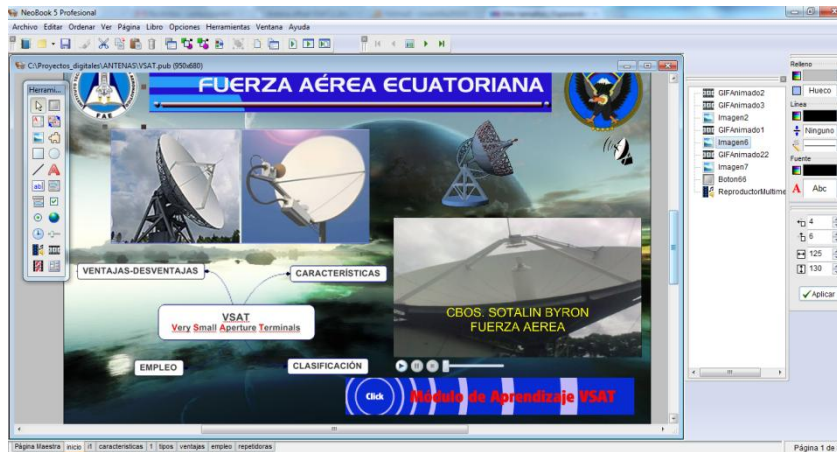 NeoBook 5 Profesional
Archivo Editar Ordenar Ver Página Libro Opciones Herramientas Ventana Ayuda
C:\Proyectos_digitales\ANTENAS\VSAT.pub (950x680)
Herami...
FUERZA AÉREA ECUATORIANA
FAE
VENTAJAS-DESVENTAJAS
CARACTERÍSTICAS
VSAT
Very Small Aperture Terminals
EMPLEO
CLASIFICACIÓN
CBOS. SOTALIN BYRON
FUERZA AEREA
Click
Módulo de Aprendizaje VSAT
GIFAnimado2
GIFAnimado3
Imagen2
GIFAnimado1
Imagen6
GIFAnimado22
Imagen7
Boton66
ReproductorMultime
Relleno
Hueco
Línea
Ninguno
Fuente
A Abc
4
6
125
130
Aplicar
Página Maestra inicio i1 características 1 tipos ventajas empleo repetidoras
Página 1 de